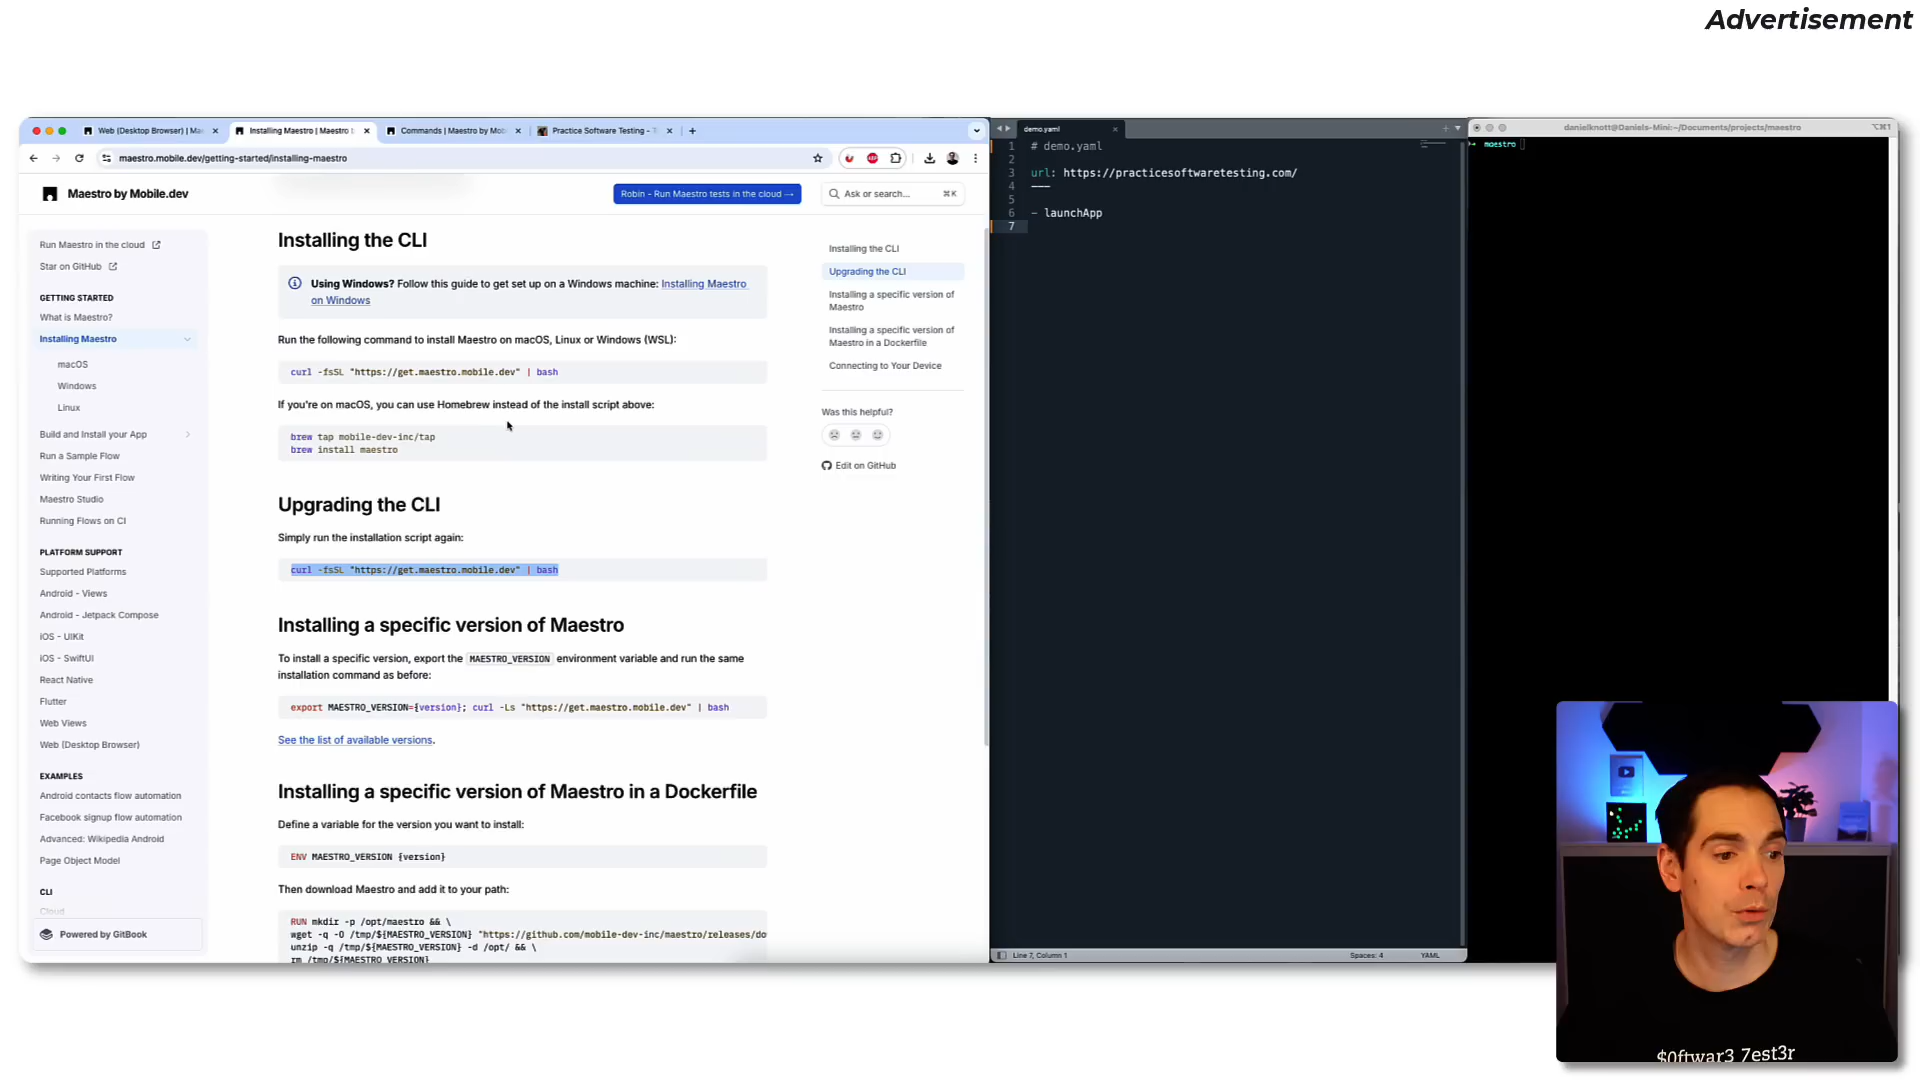 Advertisement
Web (Desktop Browser) | Ma
Installing Maestro | Maestro b
Commands | Maestro by Mob
Practice Software Testing - T
maestro.mobile.dev/getting-started/installing-maestro
Maestro by Mobile.dev
Robin - Run Maestro tests in the cloud →
Ask or search...
⌘K
Run Maestro in the cloud
Star on GitHub
GETTING STARTED
What is Maestro?
Installing Maestro
macOS
Windows
Linux
Build and Install your App
Run a Sample Flow
Writing Your First Flow
Maestro Studio
Running Flows on CI
PLATFORM SUPPORT
Supported Platforms
Android - Views
Android - Jetpack Compose
iOS - UIKit
iOS - SwiftUI
React Native
Flutter
Web Views
Web (Desktop Browser)
EXAMPLES
Android contacts flow automation
Facebook signup flow automation
Advanced: Wikipedia Android
Page Object Model
CLI
Cloud
Powered by GitBook
Installing the CLI
Using Windows? Follow this guide to get set up on a Windows machine: Installing Maestro
on Windows
Run the following command to install Maestro on macOS, Linux or Windows (WSL):
curl -fsSL "https://get.maestro.mobile.dev" | bash
If you're on macOS, you can use Homebrew instead of the install script above:
brew tap mobile-dev-inc/tap
brew install maestro
Upgrading the CLI
Simply run the installation script again:
curl -fsSL "https://get.maestro.mobile.dev" | bash
Installing a specific version of Maestro
To install a specific version, export the MAESTRO_VERSION environment variable and run the same
installation command as before:
export MAESTRO_VERSION={version}; curl -Ls "https://get.maestro.mobile.dev" | bash
See the list of available versions.
Installing a specific version of Maestro in a Dockerfile
Define a variable for the version you want to install:
ENV MAESTRO_VERSION {version}
Then download Maestro and add it to your path:
RUN mkdir -p /opt/maestro && \
wget -q -O /tmp/${MAESTRO_VERSION} "https://github.com/mobile-dev-inc/maestro/releases/do
unzip -q /tmp/${MAESTRO_VERSION} -d /opt/ && \
rm /tmp/${MAESTRO_VERSION}
Installing the CLI
Upgrading the CLI
Installing a specific version of
Maestro
Installing a specific version of
Maestro in a Dockerfile
Connecting to Your Device
Was this helpful?
Edit on GitHub
demo.yaml
1 # demo.yaml
2
3 url: https://practicesoftwaretesting.com/
4 ---
5
6 - launchApp
7
Line 7, Column 1
Spaces: 4
YAML
danielknott@Daniels-Mini:~/Documents/projects/maestro
⌥⌘1
maestro
$0ftwar3 7est3r